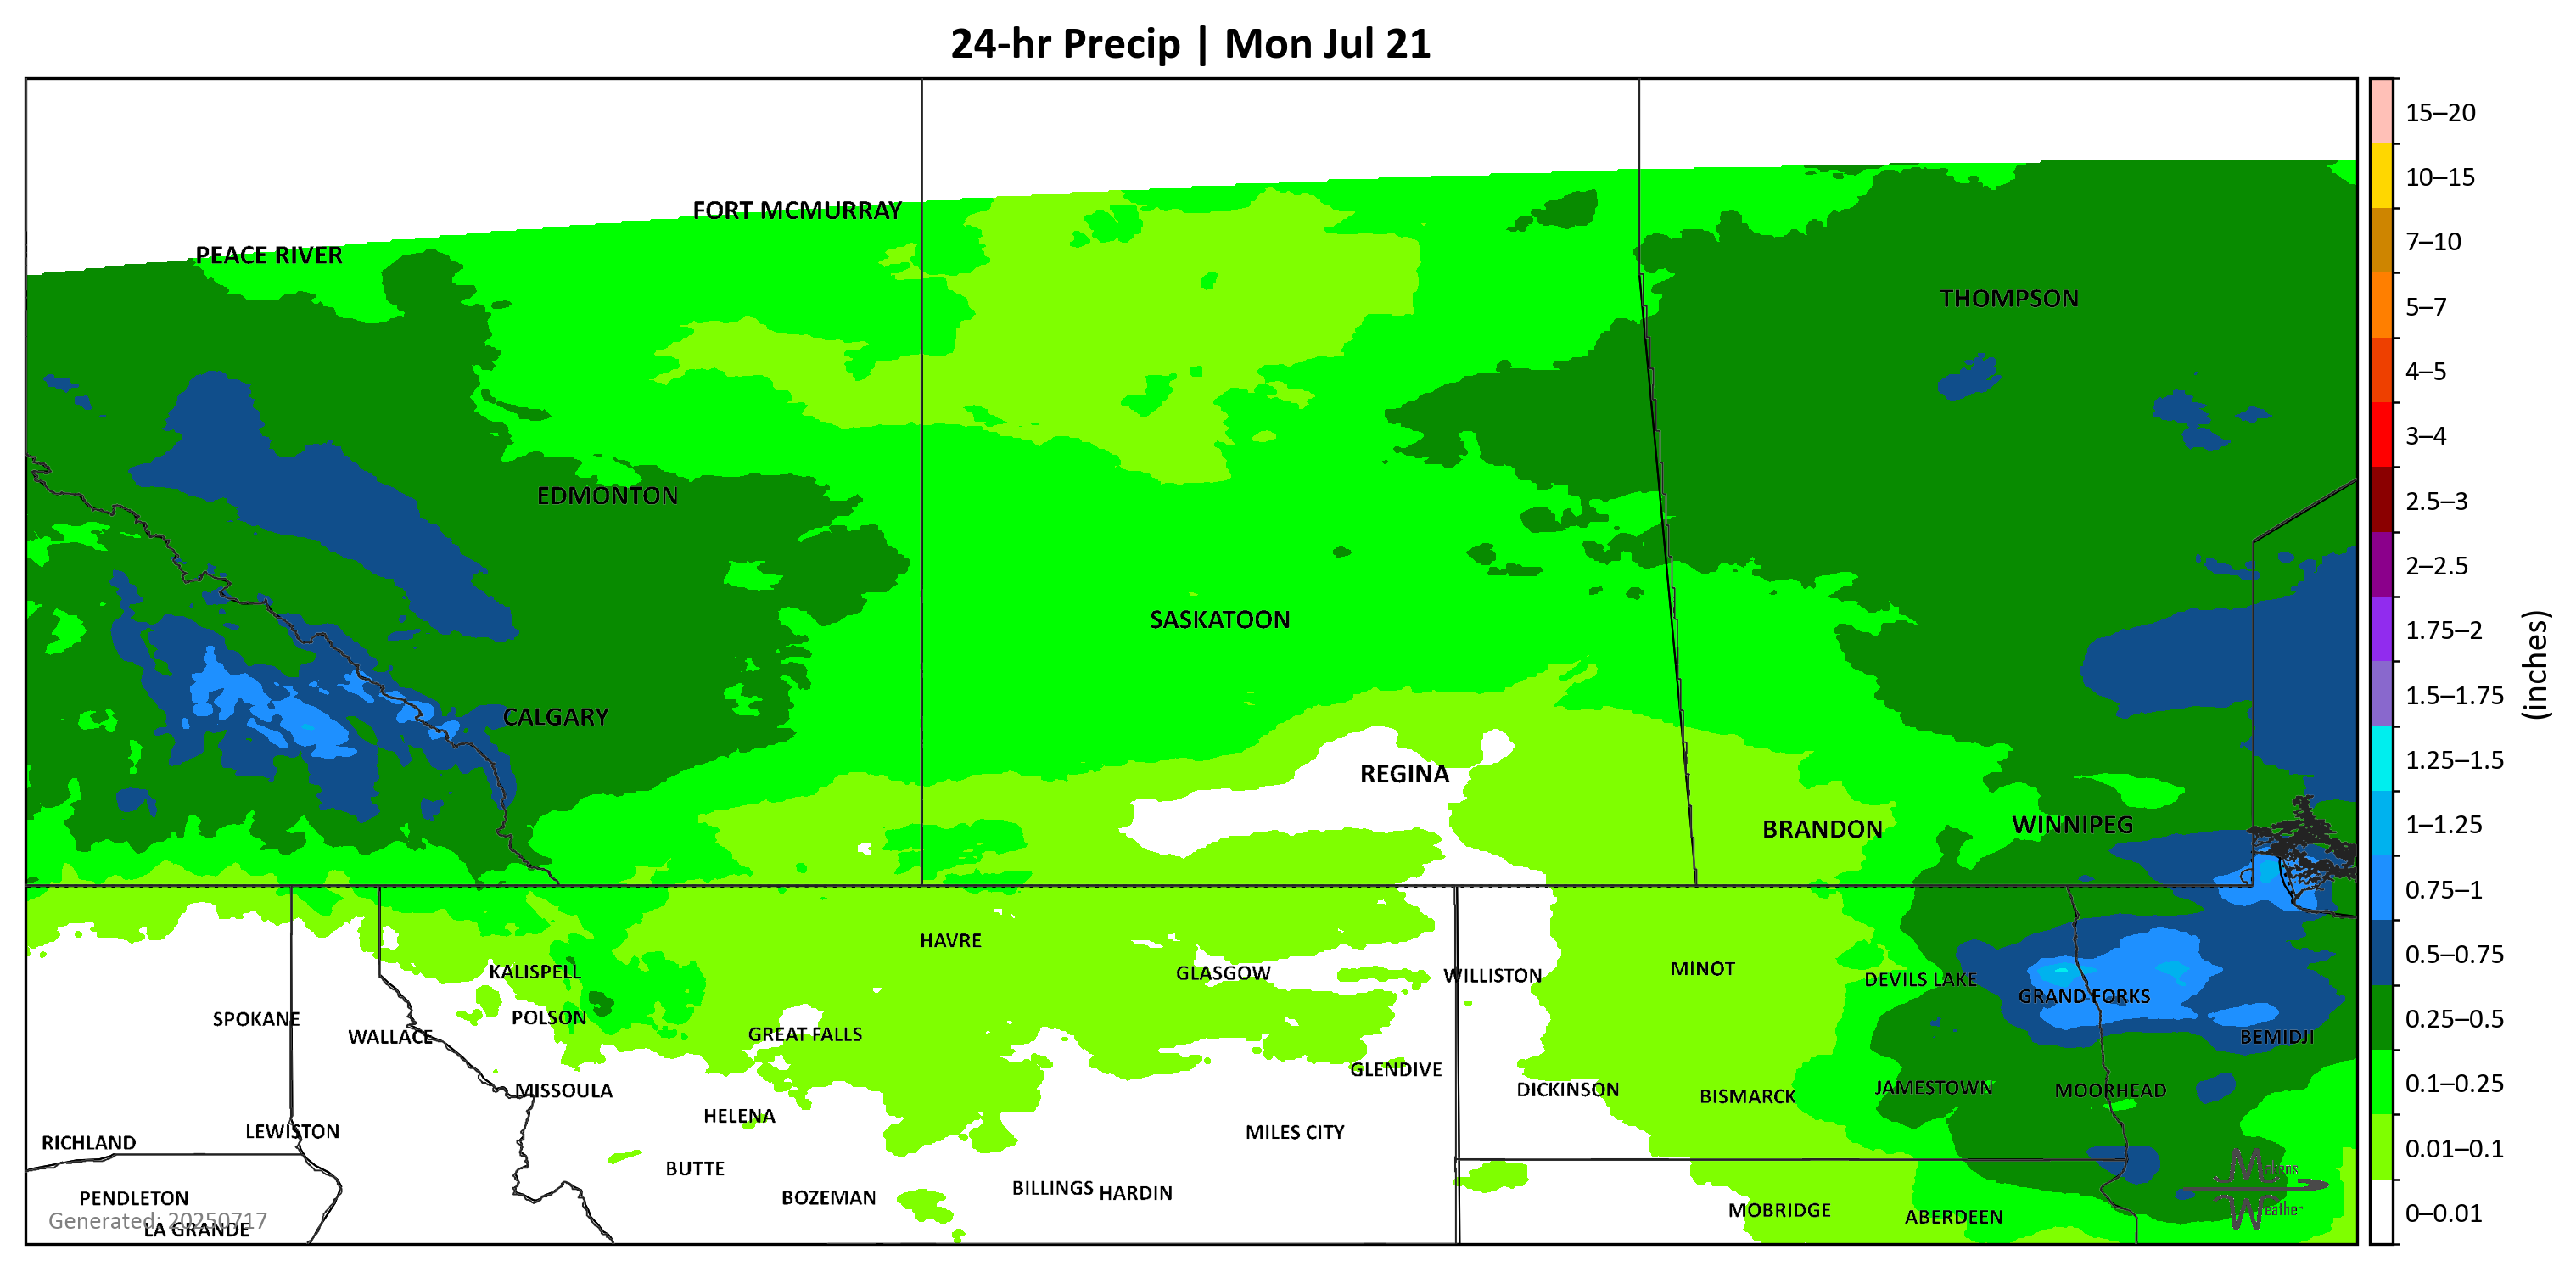 24-hr Precip | Mon Jul 21
FORT MCMURRAY
PEACE RIVER
THOMPSON
EDMONTON
SASKATOON
CALGARY
REGINA
BRANDON
WINNIPEG
HAVRE
KALISPELL
GLASGOW
WILLISTON
MINOT
DEVILS LAKE
GRAND FORKS
SPOKANE
POLSON
WALLACE
GREAT FALLS
BEMIDJI
GLENDIVE
MISSOULA
DICKINSON
BISMARCK
JAMESTOWN
MOORHEAD
HELENA
RICHLAND
LEWISTON
MILES CITY
BUTTE
PENDLETON
BOZEMAN
BILLINGS
HARDIN
MOBRIDGE
ABERDEEN
Generated: 20250717
LA GRANDE
Weather
15–20
10–15
7–10
5–7
4–5
3–4
2.5–3
2–2.5
1.75–2
1.5–1.75
1.25–1.5
1–1.25
0.75–1
0.5–0.75
0.25–0.5
0.1–0.25
0.01–0.1
0–0.01
(inches)